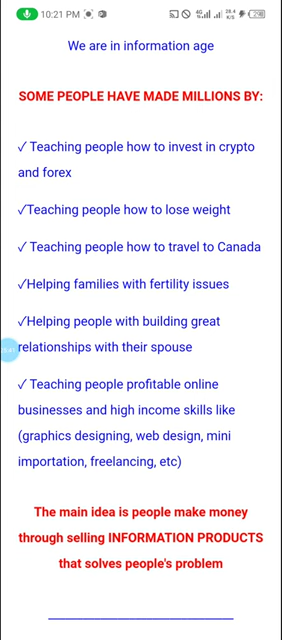 10:21 PM
4G
28.4
K/S
We are in information age
SOME PEOPLE HAVE MADE MILLIONS BY:
✓ Teaching people how to invest in crypto
and forex
✓Teaching people how to lose weight
✓ Teaching people how to travel to Canada
✓Helping families with fertility issues
✓Helping people with building great
relationships with their spouse
✓ Teaching people profitable online
businesses and high income skills like
(graphics designing, web design, mini
importation, freelancing, etc)
The main idea is people make money
through selling INFORMATION PRODUCTS
that solves people's problem